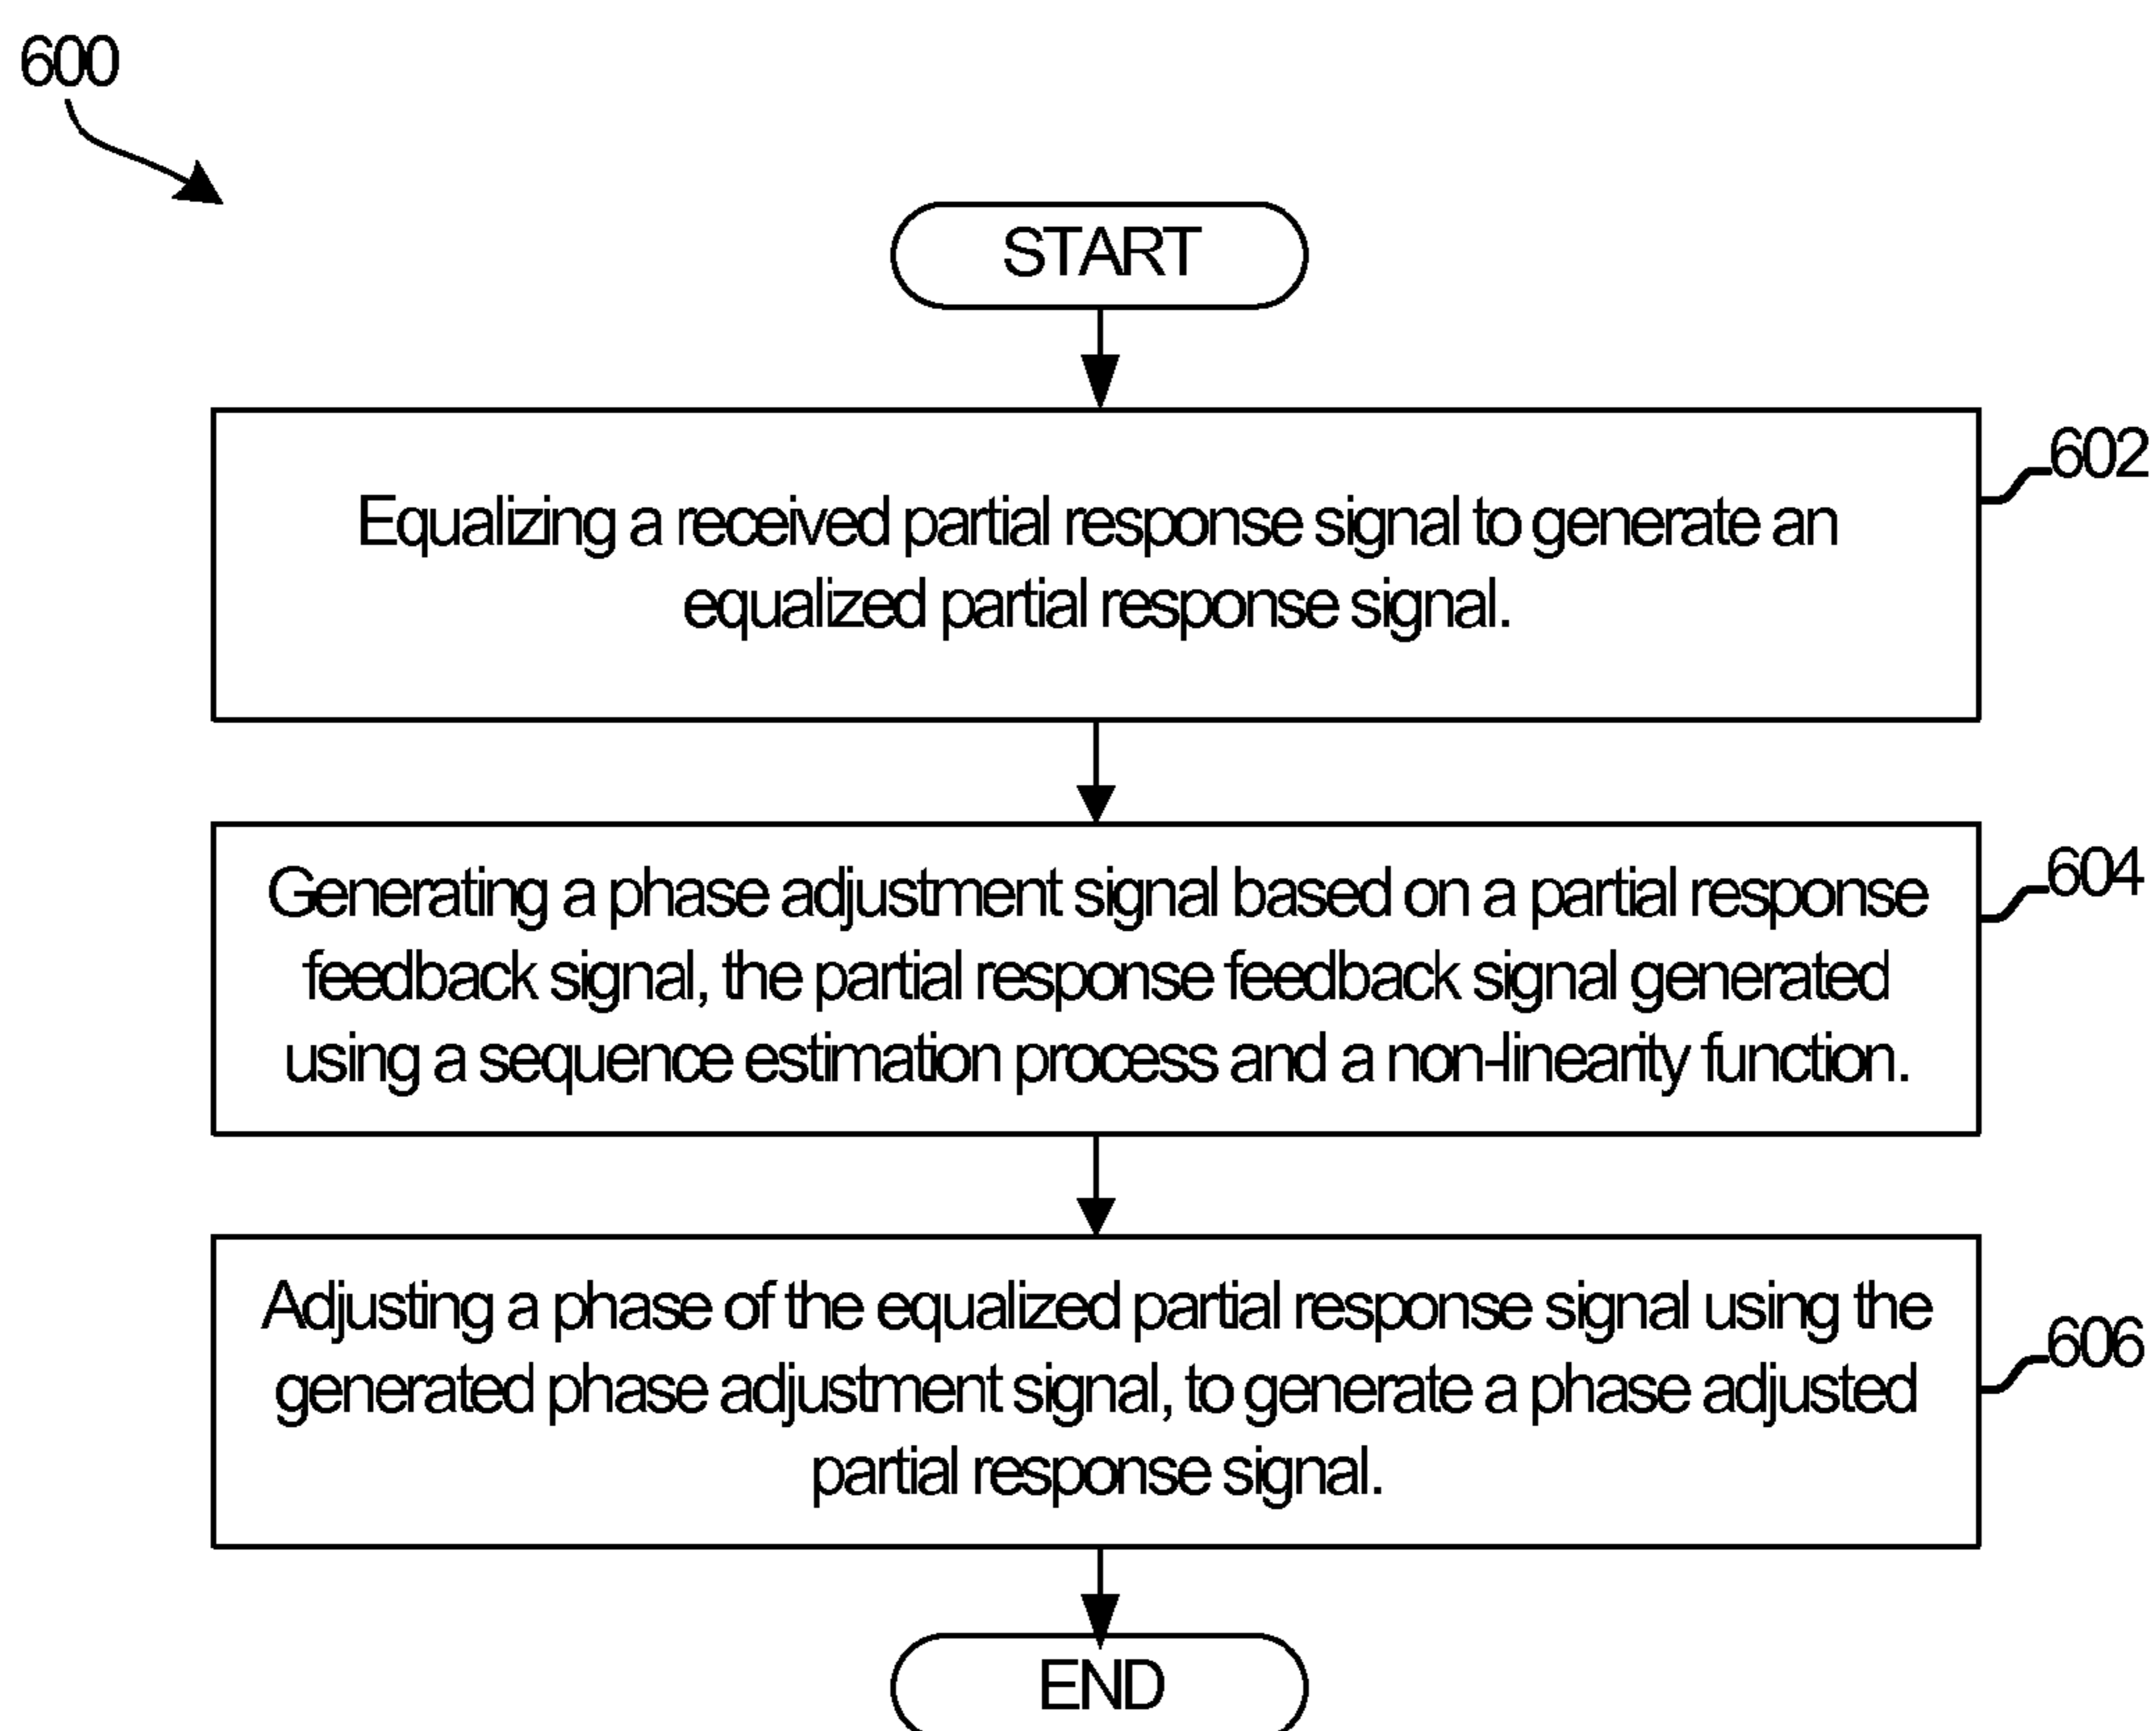 600
START
602
Equalizing a received partial response signal to generate an
equalized partial response signal.
604
Generating a phase adjustment signal based on a partial response
feedback signal, the partial response feedback signal generated
using a sequence estimation process and a non-linearity function.
606
Adjusting a phase of the equalized partial response signal using the
generated phase adjustment signal, to generate a phase adjusted
partial response signal.
END